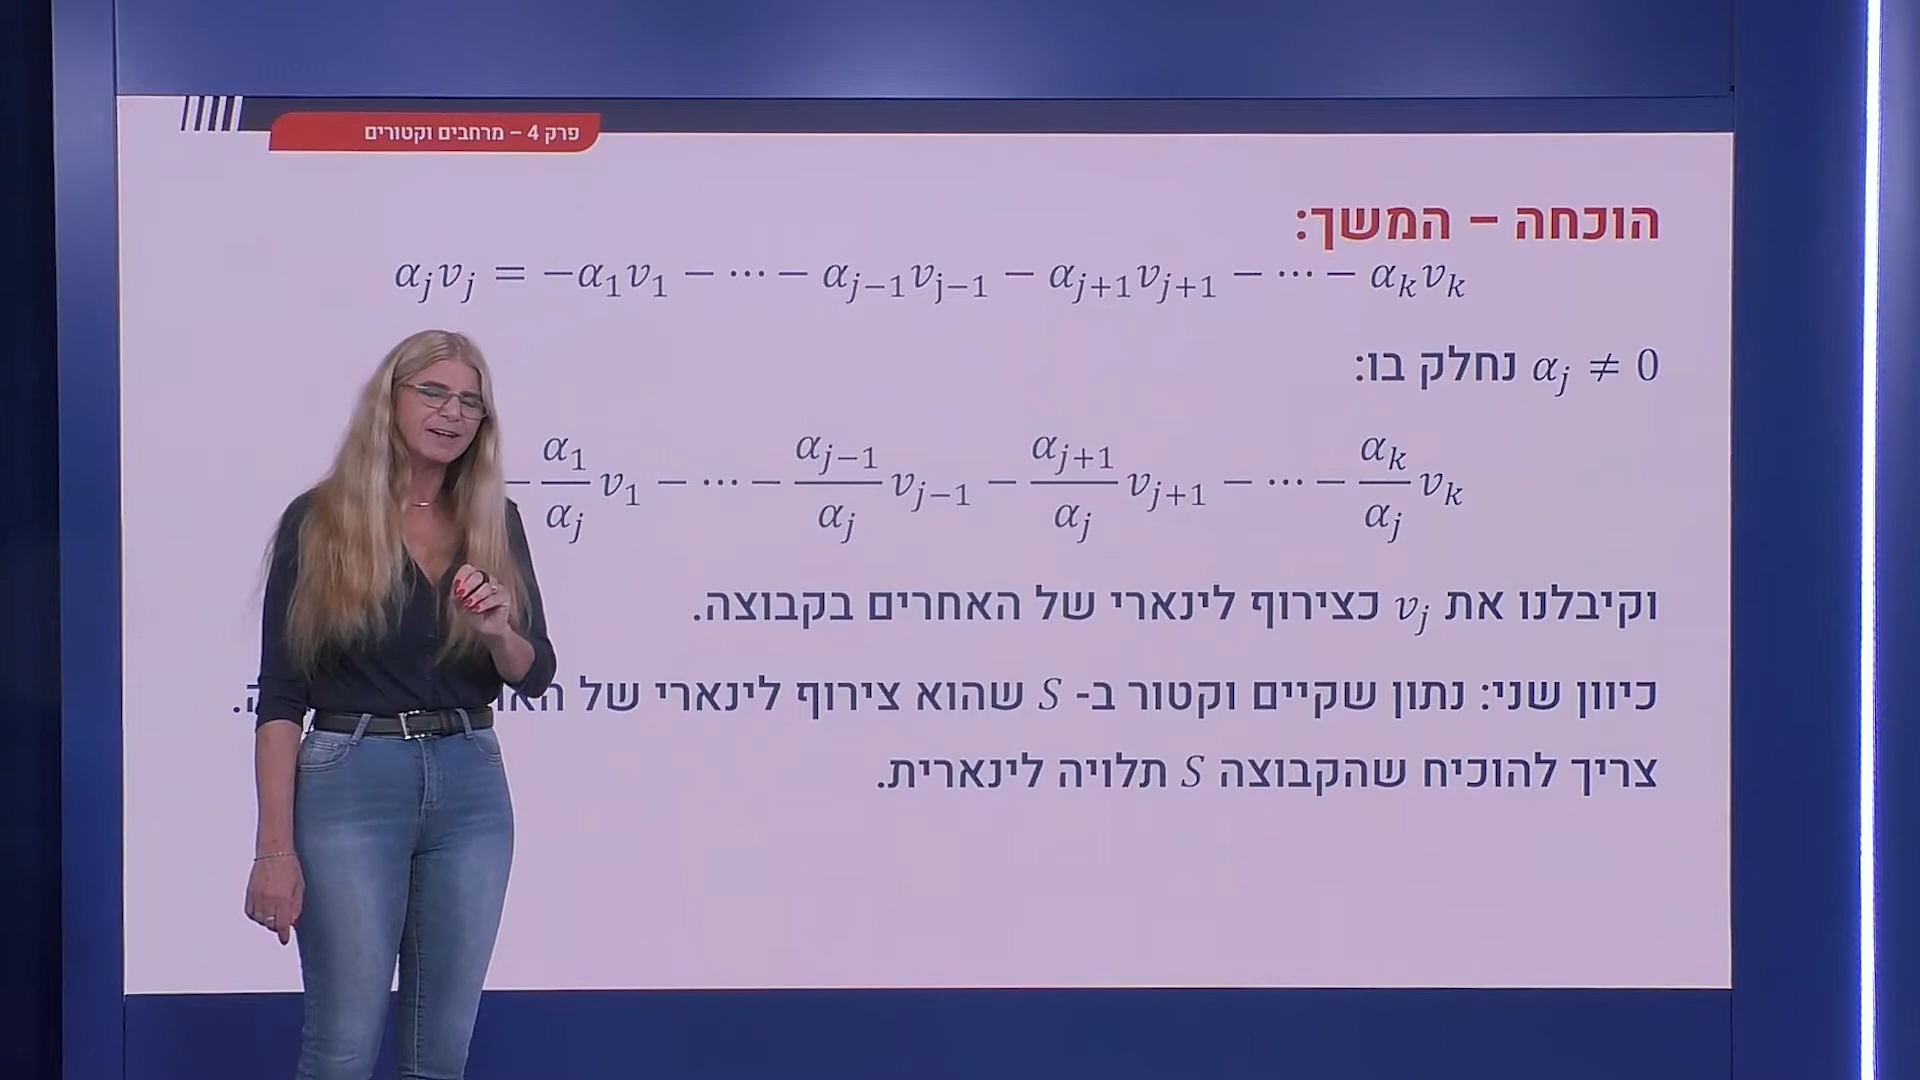 פרק 4 – מרחבים וקטורים
הוכחה – המשך:
α_j v_j = −α_1 v_1 − ⋯ − α_{j−1} v_{j−1} − α_{j+1} v_{j+1} − ⋯ − α_k v_k
α_j ≠ 0 נחלק בו:
− α_1/α_j v_1 − ⋯ − α_{j−1}/α_j v_{j−1} − α_{j+1}/α_j v_{j+1} − ⋯ − α_k/α_j v_k
וקיבלנו את v_j כצירוף לינארי של האחרים בקבוצה.
כיוון שני: נתון שקיים וקטור ב- S שהוא צירוף לינארי של
צריך להוכיח שהקבוצה S תלויה לינארית.